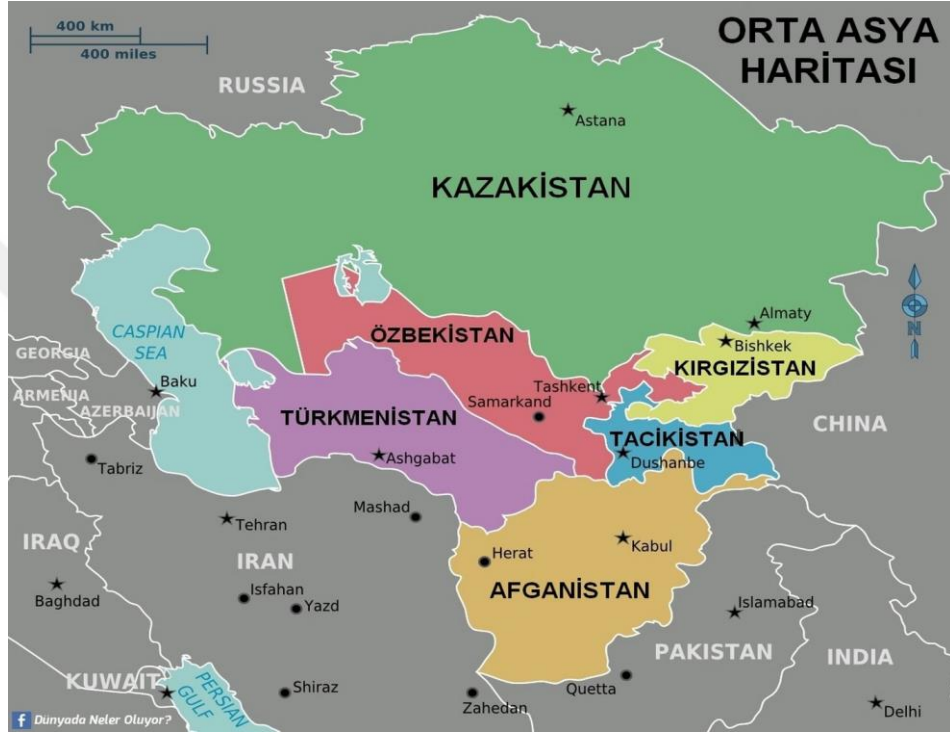 400 km
400 miles
ORTA ASYA
HARİTASI
RUSSIA
Astana
KAZAKİSTAN
CASPIAN
SEA
ÖZBEKİSTAN
Almaty
N
Bishkek
KIRGIZİSTAN
GEORGIA
ARMENIA
Baku
AZERBAIJAN
Tashkent
Samarkand
TÜRKMENİSTAN
CHINA
TACİKİSTAN
Dushanbe
Ashgabat
Tabriz
Mashad
Tehran
IRAQ
IRAN
Herat
Kabul
AFGANİSTAN
Baghdad
Isfahan
Yazd
Islamabad
PAKISTAN
INDIA
KUWAIT
PERSIAN
GULF
Shiraz
Zahedan
Quetta
Delhi
f Dünyada Neler Oluyor?